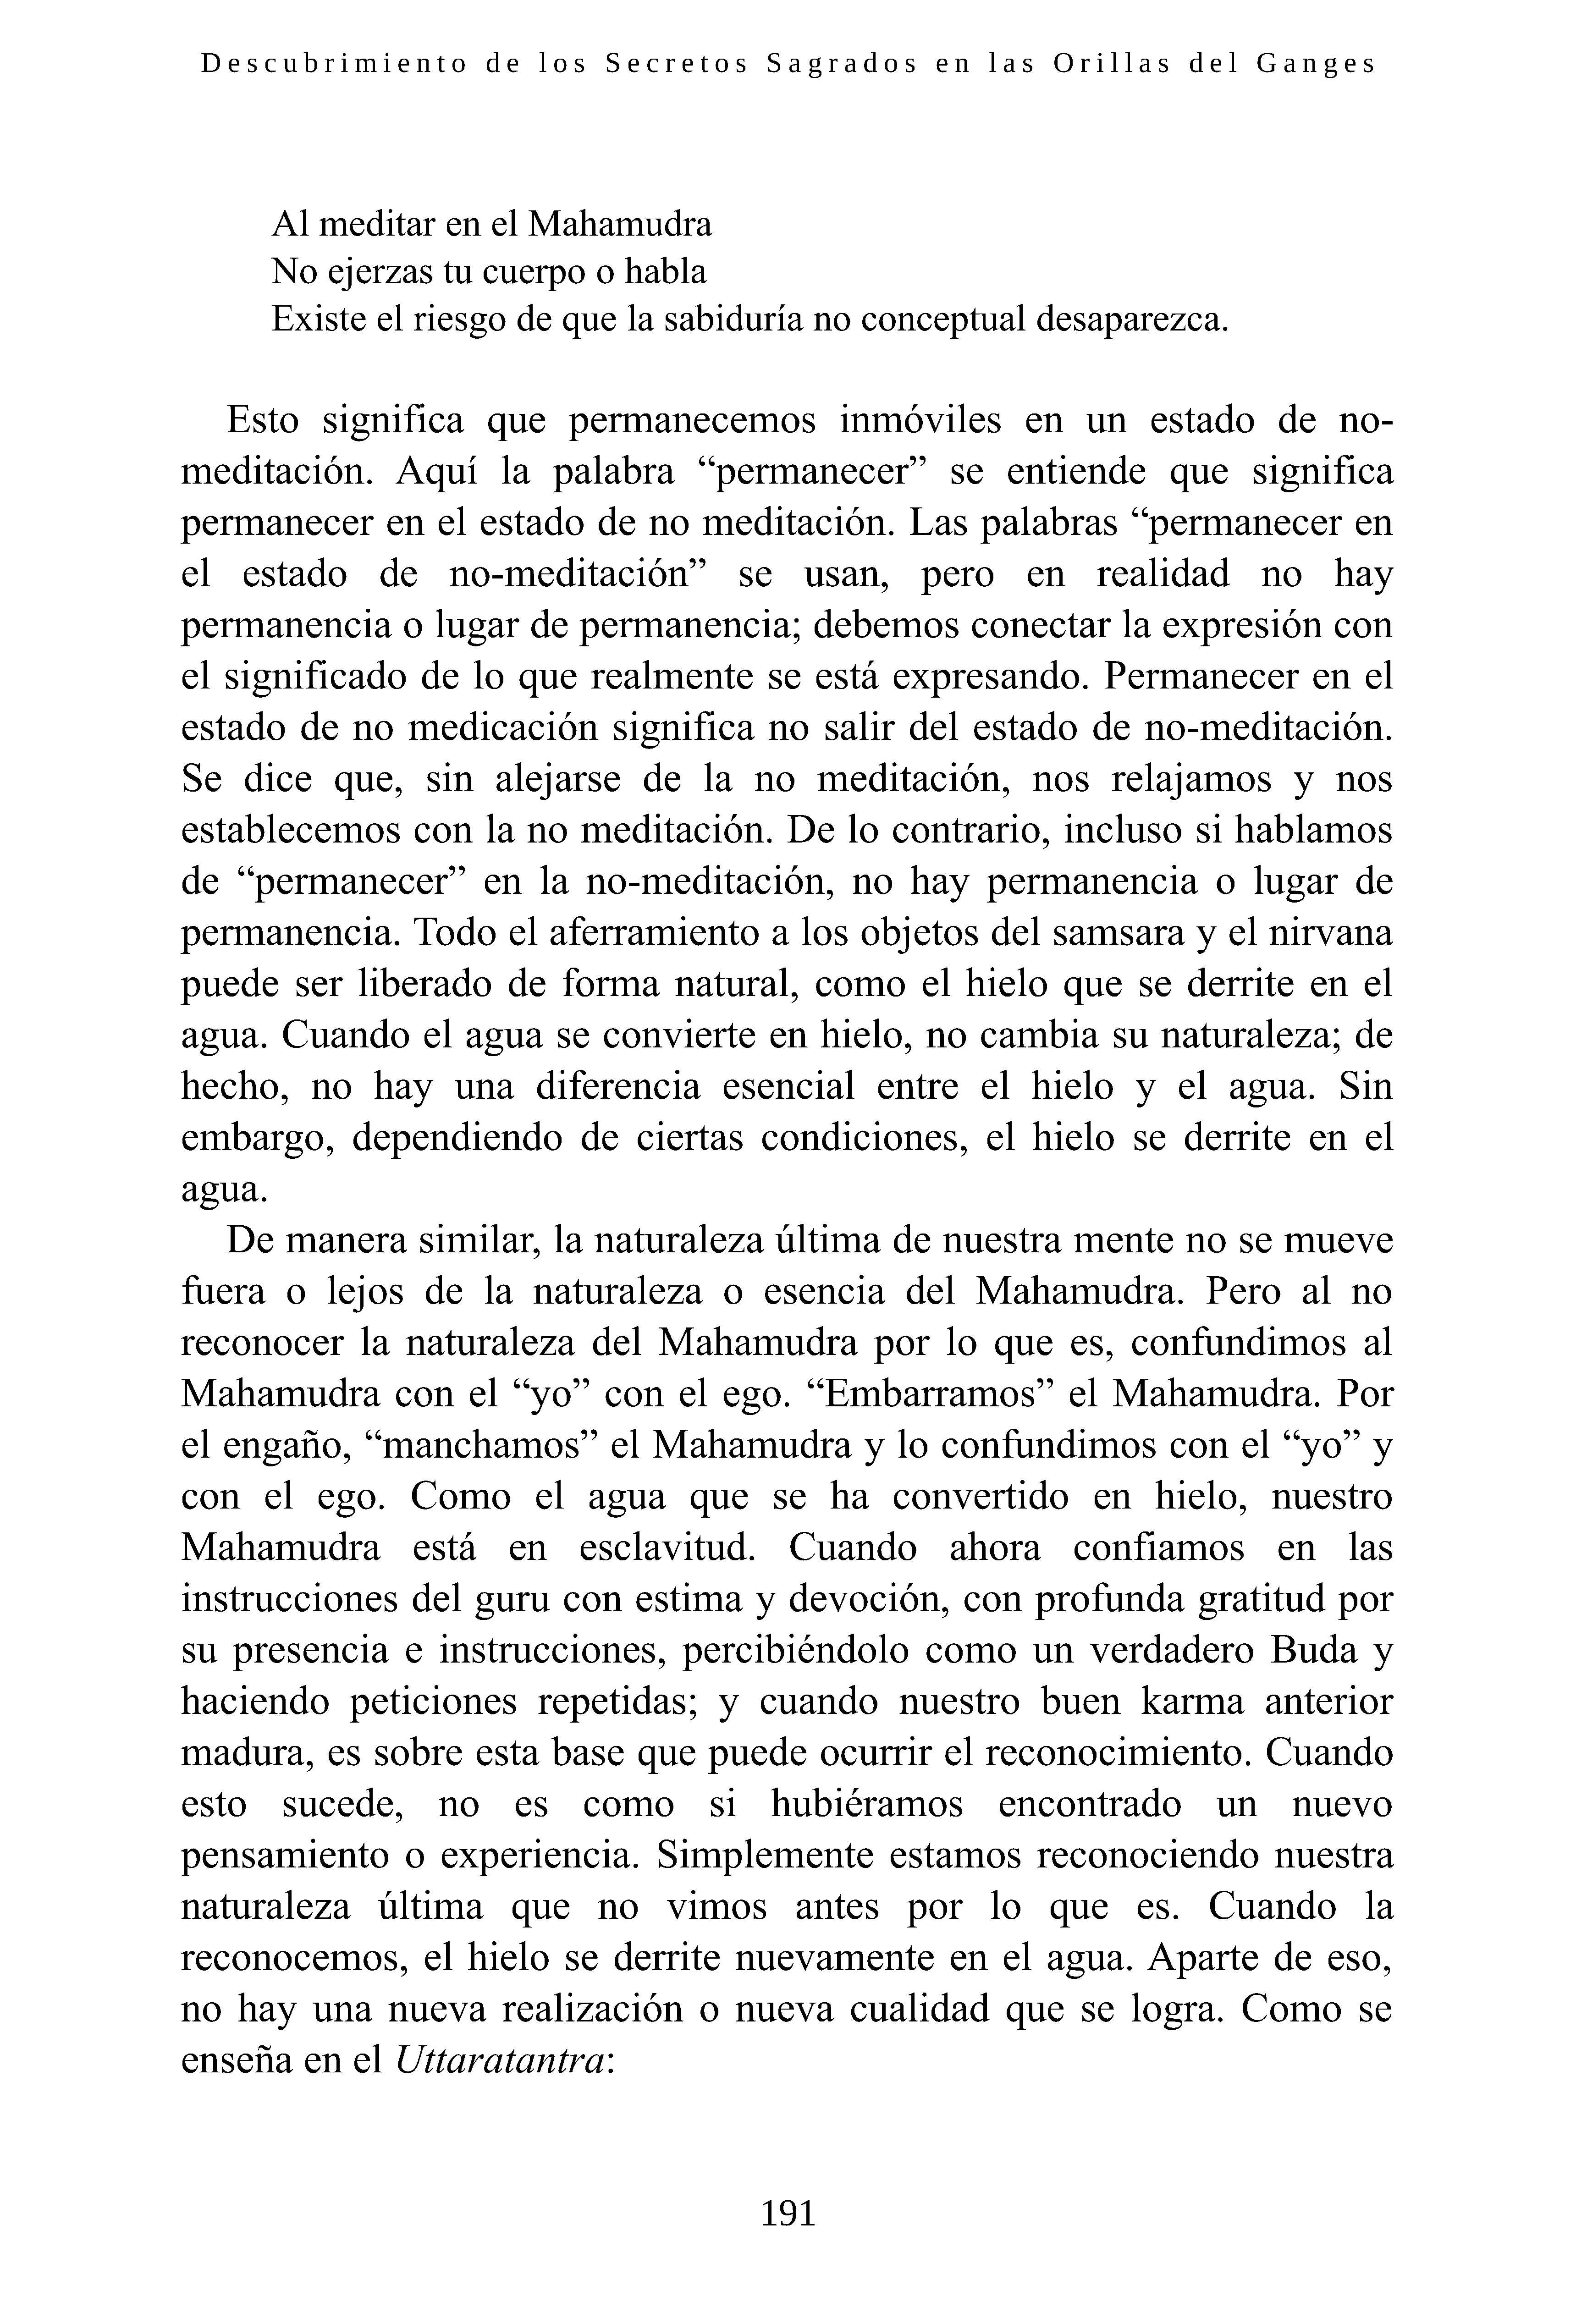 Descubrimiento de los Secretos Sagrados en las Orillas del Ganges
Al meditar en el Mahamudra
No ejerzas tu cuerpo o habla
Existe el riesgo de que la sabiduría no conceptual desaparezca.
Esto significa que permanecemos inmóviles en un estado de no-
meditación. Aquí la palabra “permanecer” se entiende que significa
permanecer en el estado de no meditación. Las palabras “permanecer en
el estado de no-meditación” se usan, pero en realidad no hay
permanencia o lugar de permanencia; debemos conectar la expresión con
el significado de lo que realmente se está expresando. Permanecer en el
estado de no medicación significa no salir del estado de no-meditación.
Se dice que, sin alejarse de la no meditación, nos relajamos y nos
establecemos con la no meditación. De lo contrario, incluso si hablamos
de “permanecer” en la no-meditación, no hay permanencia o lugar de
permanencia. Todo el aferramiento a los objetos del samsara y el nirvana
puede ser liberado de forma natural, como el hielo que se derrite en el
agua. Cuando el agua se convierte en hielo, no cambia su naturaleza; de
hecho, no hay una diferencia esencial entre el hielo y el agua. Sin
embargo, dependiendo de ciertas condiciones, el hielo se derrite en el
agua.
De manera similar, la naturaleza última de nuestra mente no se mueve
fuera o lejos de la naturaleza o esencia del Mahamudra. Pero al no
reconocer la naturaleza del Mahamudra por lo que es, confundimos al
Mahamudra con el “yo” con el ego. “Embarramos” el Mahamudra. Por
el engaño, “manchamos” el Mahamudra y lo confundimos con el “yo” y
con el ego. Como el agua que se ha convertido en hielo, nuestro
Mahamudra está en esclavitud. Cuando ahora confiamos en las
instrucciones del guru con estima y devoción, con profunda gratitud por
su presencia e instrucciones, percibiéndolo como un verdadero Buda y
haciendo peticiones repetidas; y cuando nuestro buen karma anterior
madura, es sobre esta base que puede ocurrir el reconocimiento. Cuando
esto sucede, no es como si hubiéramos encontrado un nuevo
pensamiento o experiencia. Simplemente estamos reconociendo nuestra
naturaleza última que no vimos antes por lo que es. Cuando la
reconocemos, el hielo se derrite nuevamente en el agua. Aparte de eso,
no hay una nueva realización o nueva cualidad que se logra. Como se
enseña en el Uttaratantra:
191